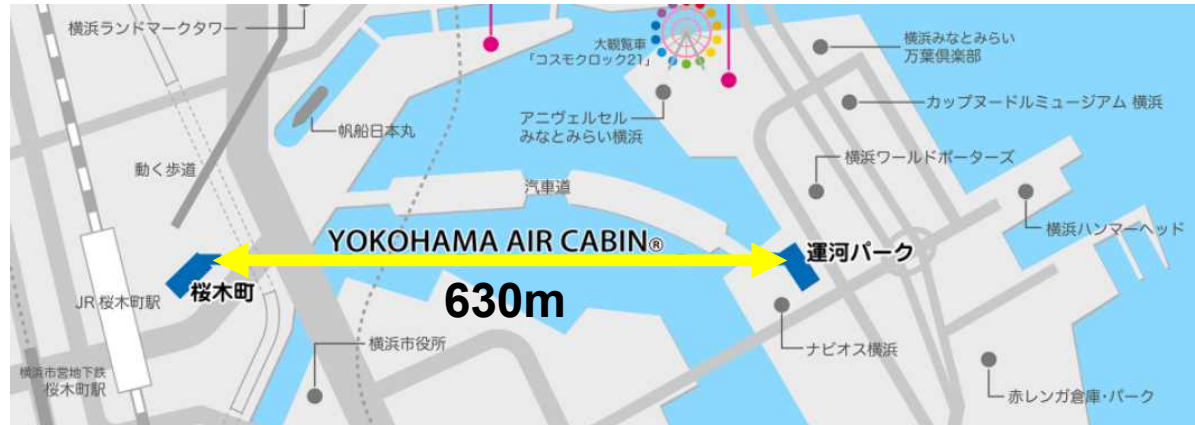 横浜ランドマークタワー
大観覧車
「コスモクロック21」
横浜みなとみらい
万葉倶楽部
カップヌードルミュージアム 横浜
帆船日本丸
アニヴェルセル
みなとみらい横浜
動く歩道
横浜ワールドポーターズ
汽車道
横浜ハンマーヘッド
YOKOHAMA AIR CABIN®
運河パーク
桜木町
JR 桜木町駅
630m
横浜市役所
ナビオス横浜
横浜市営地下鉄
桜木町駅
赤レンガ倉庫・パーク